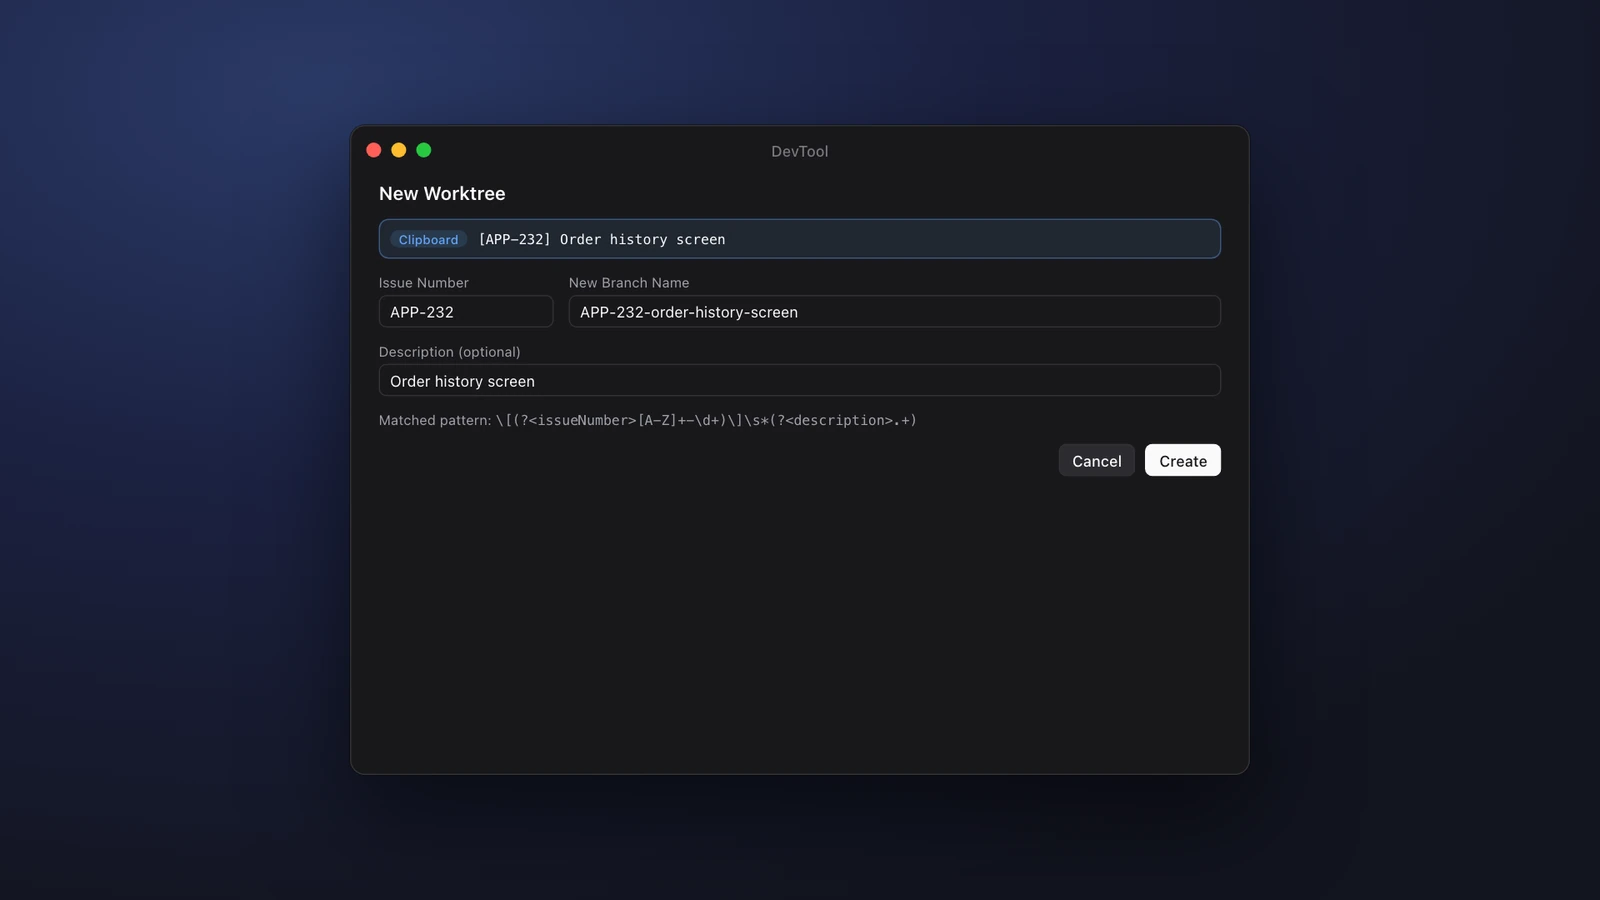 DevTool
New Worktree
Clipboard [APP-232] Order history screen
Issue Number New Branch Name
APP-232 APP-232-order-history-screen
Description (optional)
Order history screen
Matched pattern: \[(?<issueNumber>[A-Z]+-\d+)\]\s*(?<description>.+)
Cancel Create